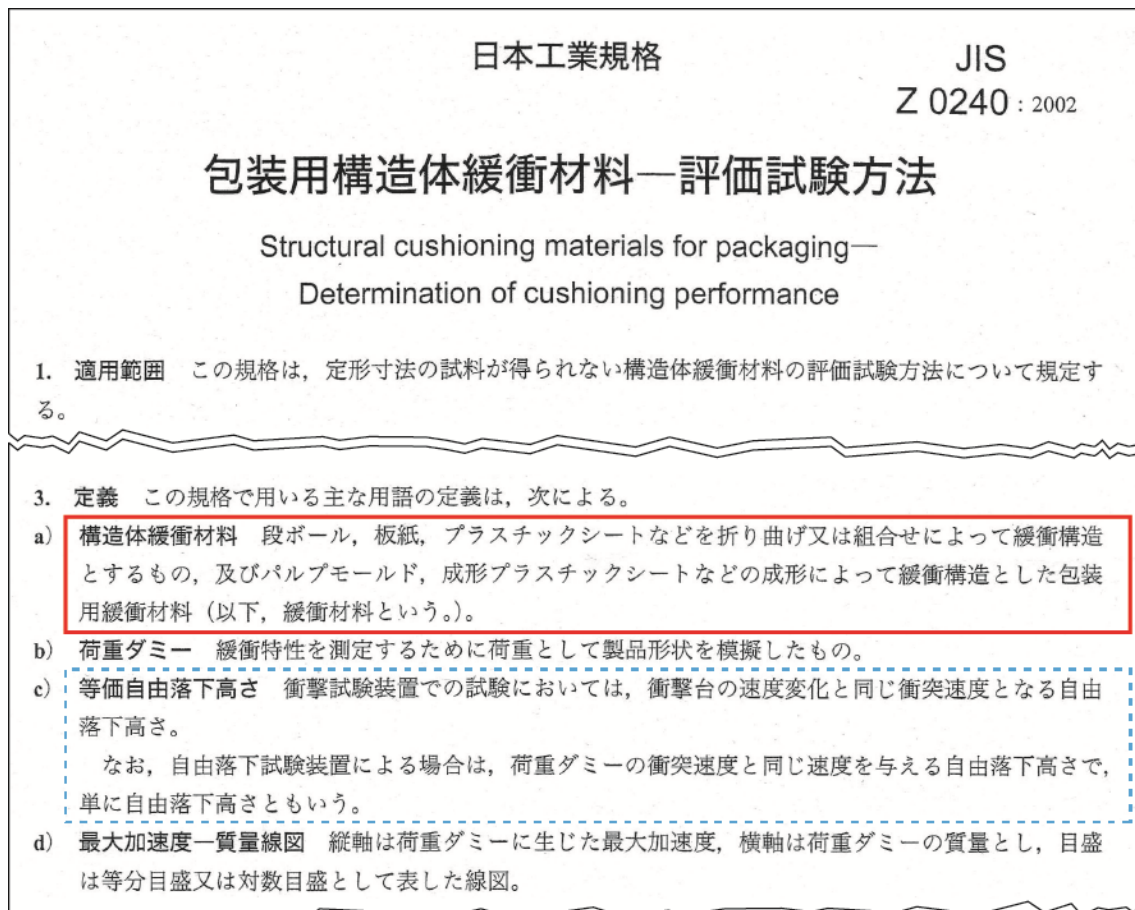 日本工業規格
JIS
Z 0240 : 2002
包装用構造体緩衝材料―評価試験方法
Structural cushioning materials for packaging―
Determination of cushioning performance
1. 適用範囲 この規格は，定形寸法の試料が得られない構造体緩衝材料の評価試験方法について規定す
る。
3. 定義 この規格で用いる主な用語の定義は，次による。
a) 構造体緩衝材料 段ボール，板紙，プラスチックシートなどを折り曲げ又は組合せによって緩衝構造
とするもの，及びパルプモールド，成形プラスチックシートなどの成形によって緩衝構造とした包装
用緩衝材料（以下，緩衝材料という。）。
b) 荷重ダミー 緩衝特性を測定するために荷重として製品形状を模擬したもの。
c) 等価自由落下高さ 衝撃試験装置での試験においては，衝撃台の速度変化と同じ衝突速度となる自由
落下高さ。
なお，自由落下試験装置による場合は，荷重ダミーの衝突速度と同じ速度を与える自由落下高さで，
単に自由落下高さともいう。
d) 最大加速度―質量線図 縦軸は荷重ダミーに生じた最大加速度，横軸は荷重ダミーの質量とし，目盛
は等分目盛又は対数目盛として表した線図。